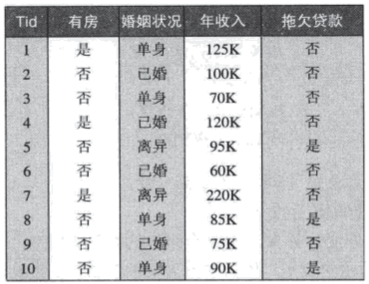 Tid 有房 婚姻状况 年收入 拖欠贷款
1 是 单身 125K 否
2 否 已婚 100K 否
3 否 单身 70K 否
4 是 已婚 120K 否
5 否 离异 95K 是
6 否 已婚 60K 否
7 是 离异 220K 否
8 否 单身 85K 是
9 否 已婚 75K 否
10 否 单身 90K 是